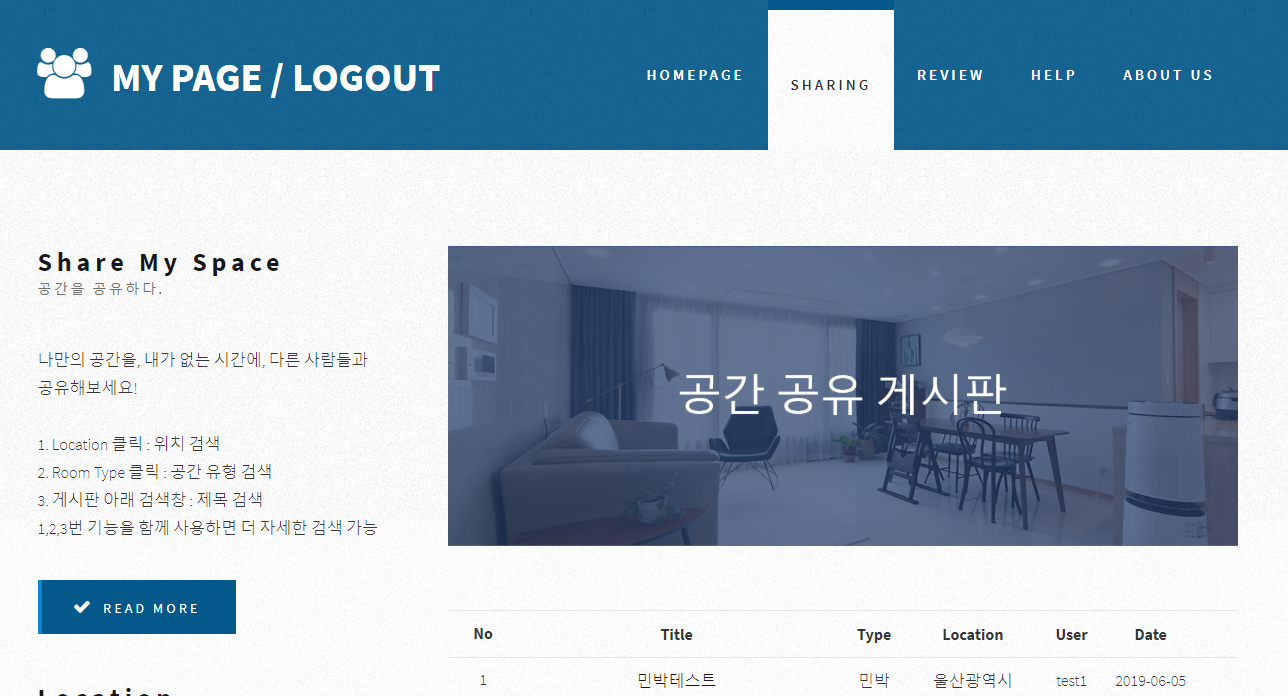 MY PAGE / LOGOUT
HOMEPAGE
SHARING
REVIEW
HELP
ABOUT US
Share My Space
공간을 공유하다.
나만의 공간을, 내가 없는 시간에, 다른 사람들과
공유해보세요!
1. Location 클릭 : 위치 검색
2. Room Type 클릭 : 공간 유형 검색
3. 게시판 아래 검색창 : 제목 검색
1,2,3번 기능을 함께 사용하면 더 자세한 검색 가능
READ MORE
Location
공간 공유 게시판
No Title Type Location User Date
1 민박테스트 민박 울산광역시 test1 2019-06-05